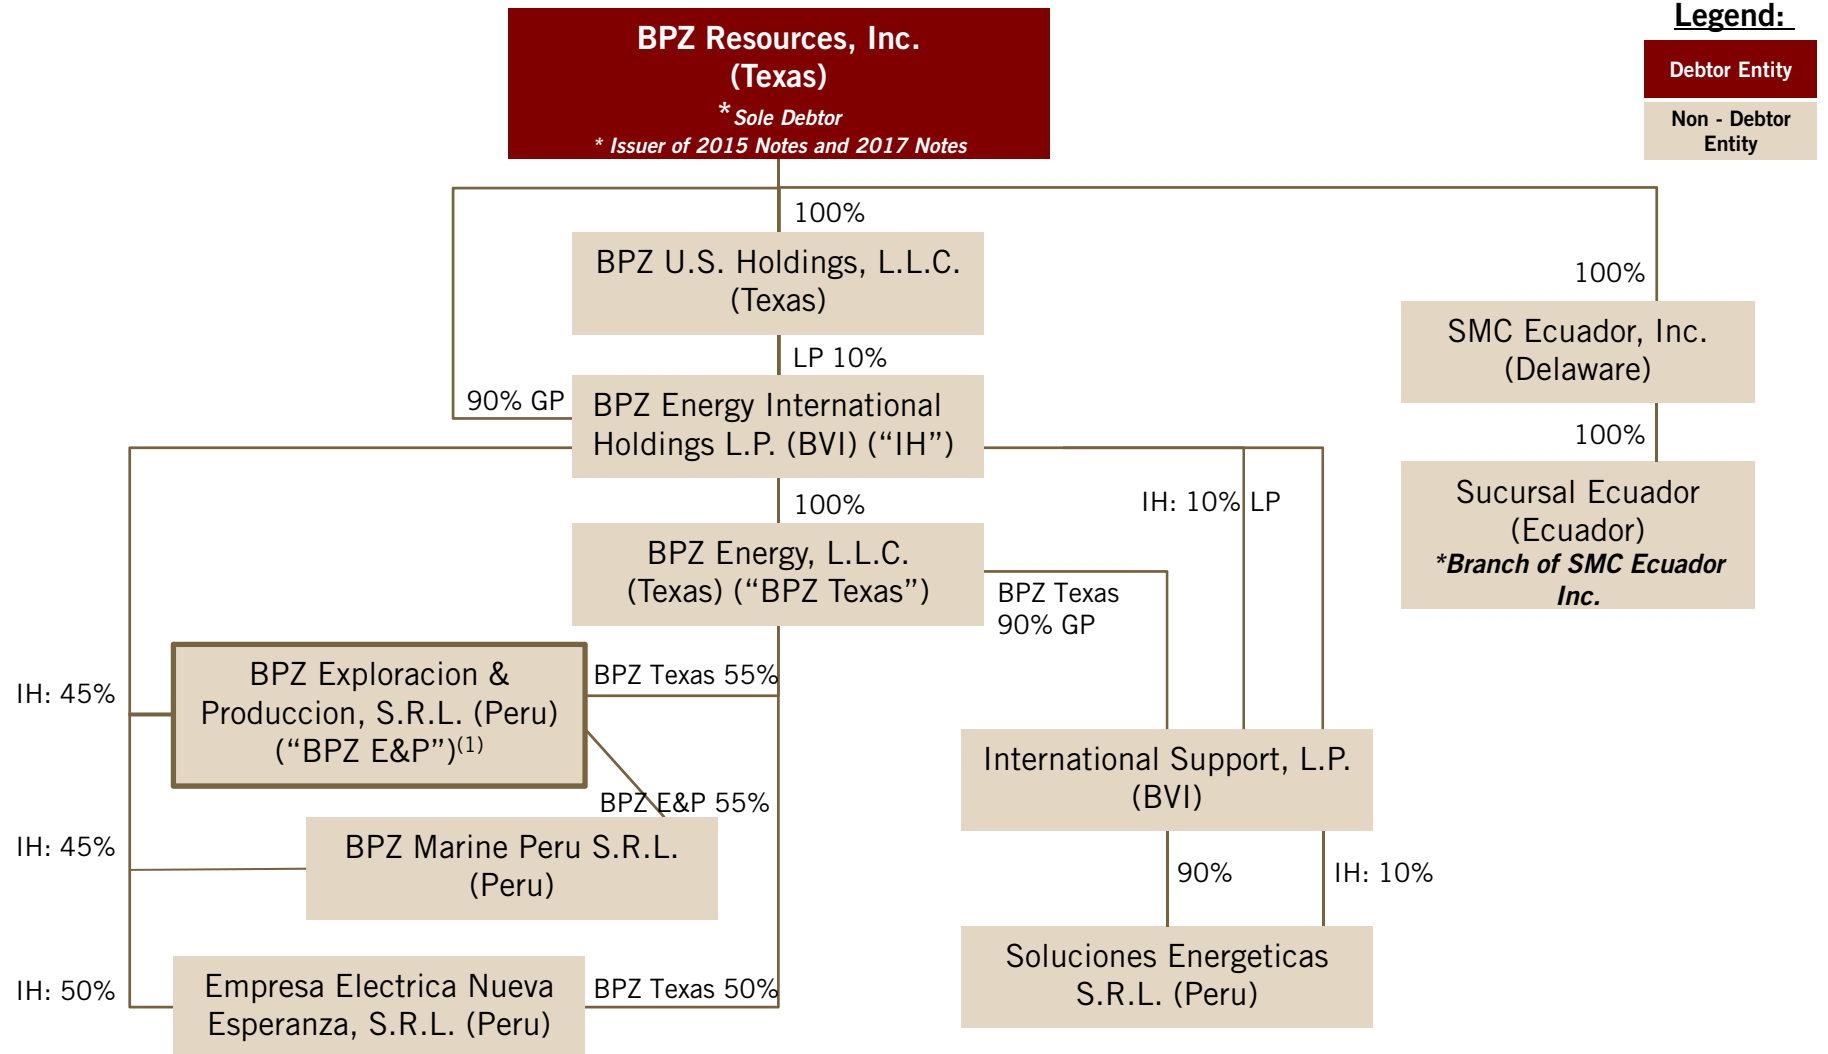 Legend:
BPZ Resources, Inc.
(Texas)
*Sole Debtor
* Issuer of 2015 Notes and 2017 Notes
Debtor Entity
Non - Debtor
Entity
100%
BPZ U.S. Holdings, L.L.C.
(Texas)
100%
SMC Ecuador, Inc.
(Delaware)
LP 10%
90% GP
BPZ Energy International
Holdings L.P. (BVI) (“IH”)
100%
Sucursal Ecuador
(Ecuador)
*Branch of SMC Ecuador
Inc.
100%
IH: 10% LP
BPZ Energy, L.L.C.
(Texas) (“BPZ Texas”)
BPZ Texas
90% GP
IH: 45%
BPZ Exploracion &
Produccion, S.R.L. (Peru)
(“BPZ E&P”)(1)
BPZ Texas 55%
BPZ E&P 55%
International Support, L.P.
(BVI)
IH: 45%
BPZ Marine Peru S.R.L.
(Peru)
90%
IH: 10%
IH: 50%
Empresa Electrica Nueva
Esperanza, S.R.L. (Peru)
BPZ Texas 50%
Soluciones Energeticas
S.R.L. (Peru)